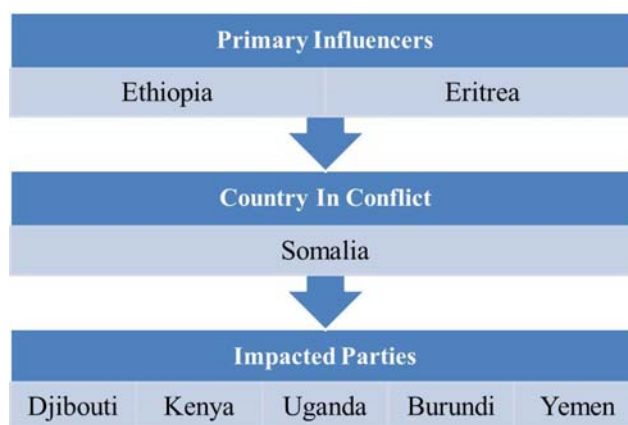 Primary Influencers
Ethiopia Eritrea
Country In Conflict
Somalia
Impacted Parties
Djibouti Kenya Uganda Burundi Yemen